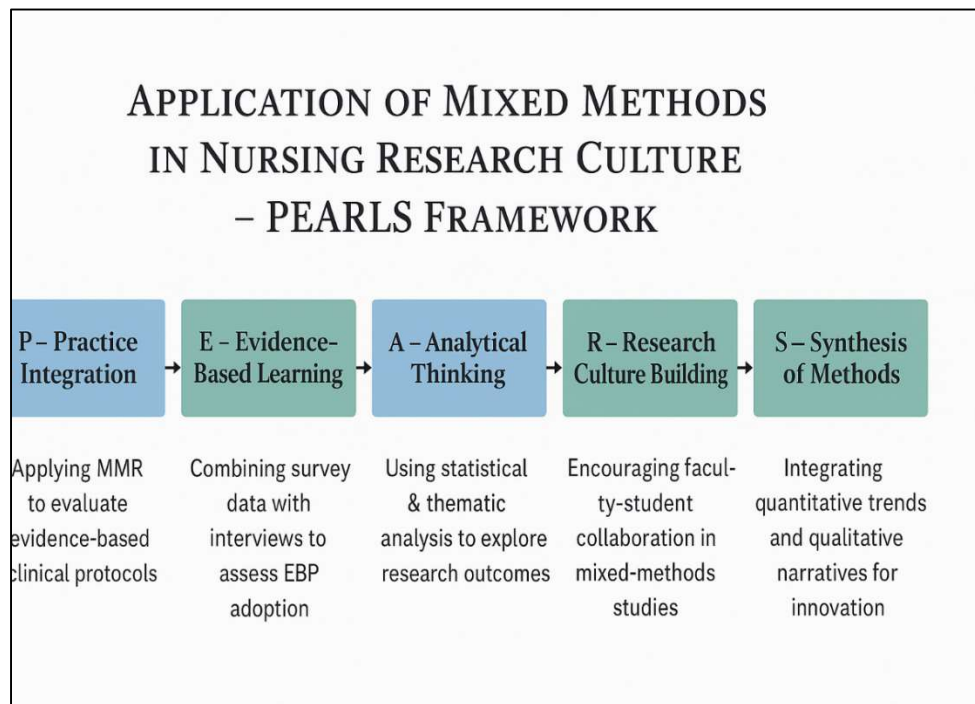 APPLICATION OF MIXED METHODS
IN NURSING RESEARCH CULTURE
– PEARLS FRAMEWORK
P – Practice
Integration
E – Evidence-
Based Learning
A – Analytical
Thinking
R – Research
Culture Building
S – Synthesis
of Methods
Applying MMR
to evaluate
evidence-based
clinical protocols
Combining survey
data with
interviews to
assess EBP
adoption
Using statistical
& thematic
analysis to explore
research outcomes
Encouraging facul-
ty-student
collaboration in
mixed-methods
studies
Integrating
quantitative trends
and qualitative
narratives for
innovation